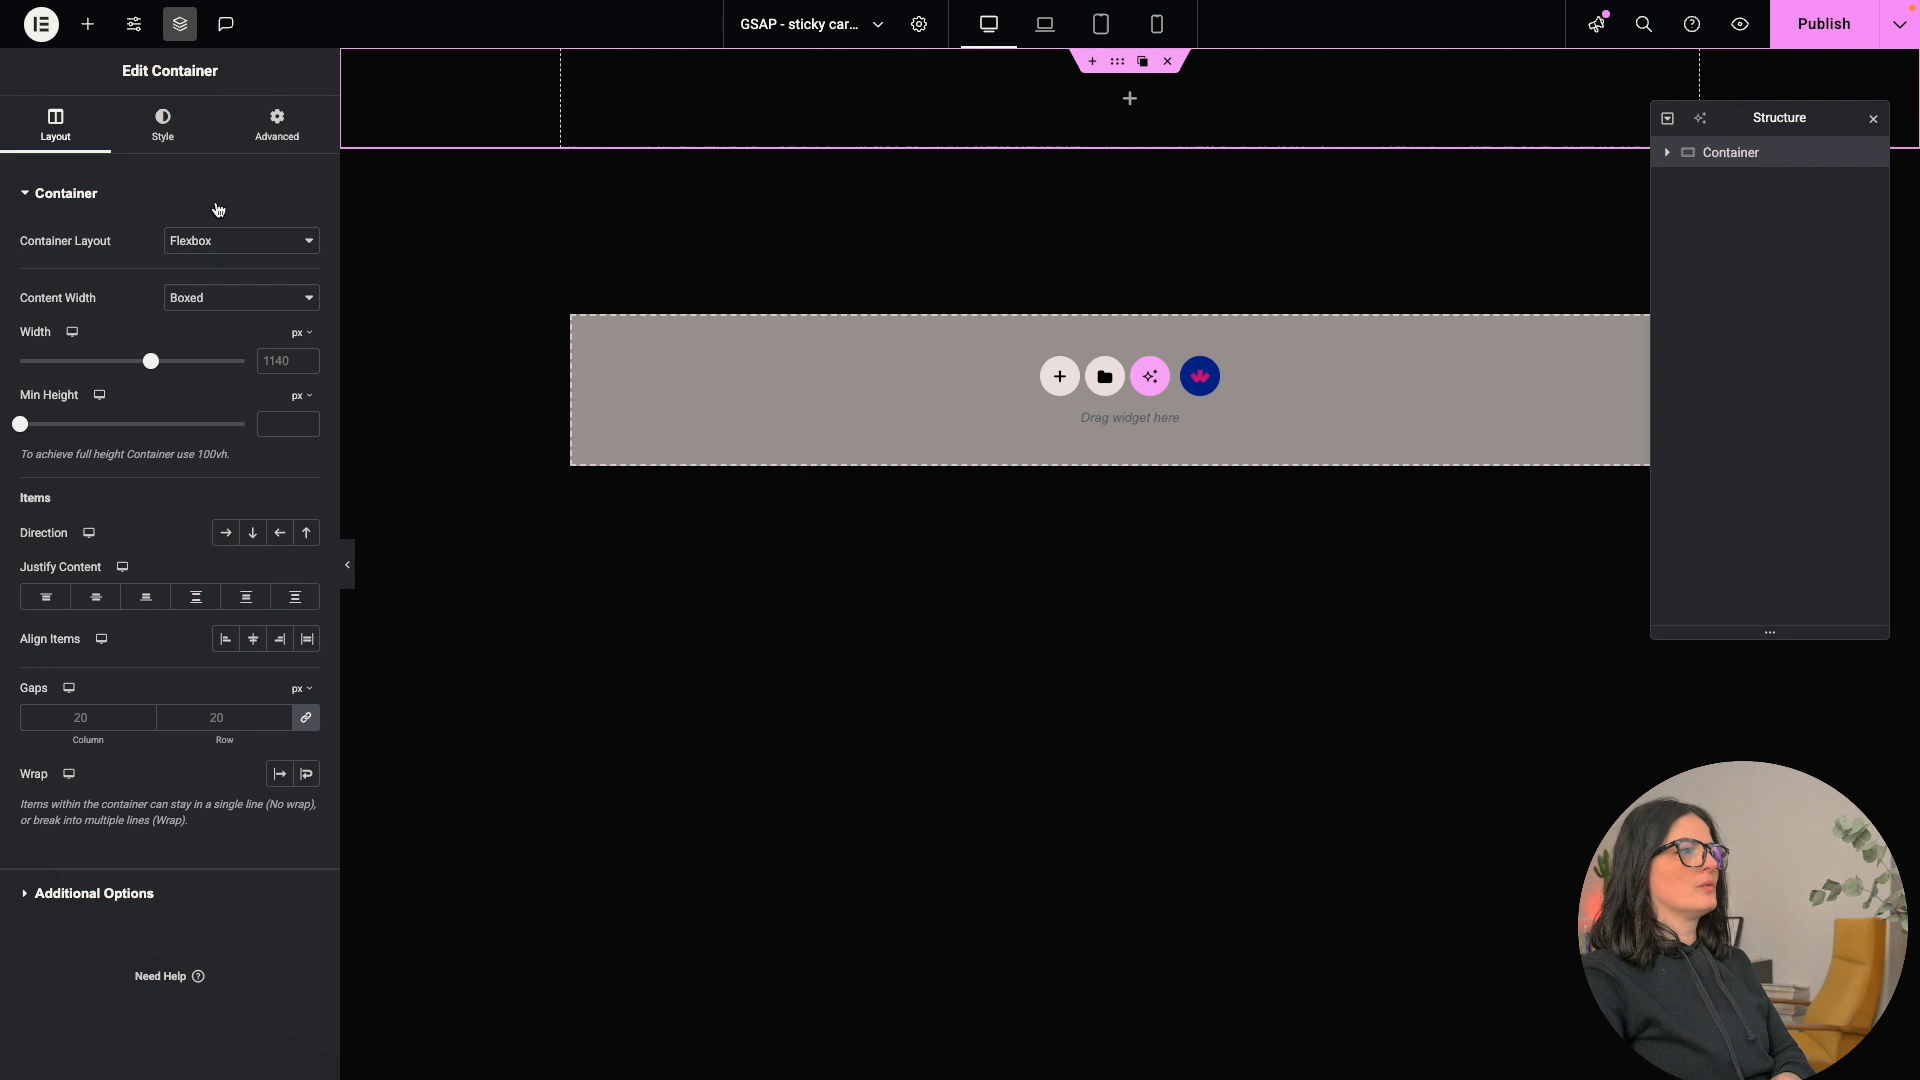 GSAP - sticky car...
Publish
Edit Container
Layout
Style
Advanced
Structure
Container
Container
Container Layout
Flexbox
Content Width
Boxed
Width
px
1140
Min Height
px
To achieve full height Container use 100vh.
Drag widget here
Items
Direction
Justify Content
Align Items
Gaps
px
20
20
Column
Row
Wrap
Items within the container can stay in a single line (No wrap),
or break into multiple lines (Wrap).
Additional Options
Need Help